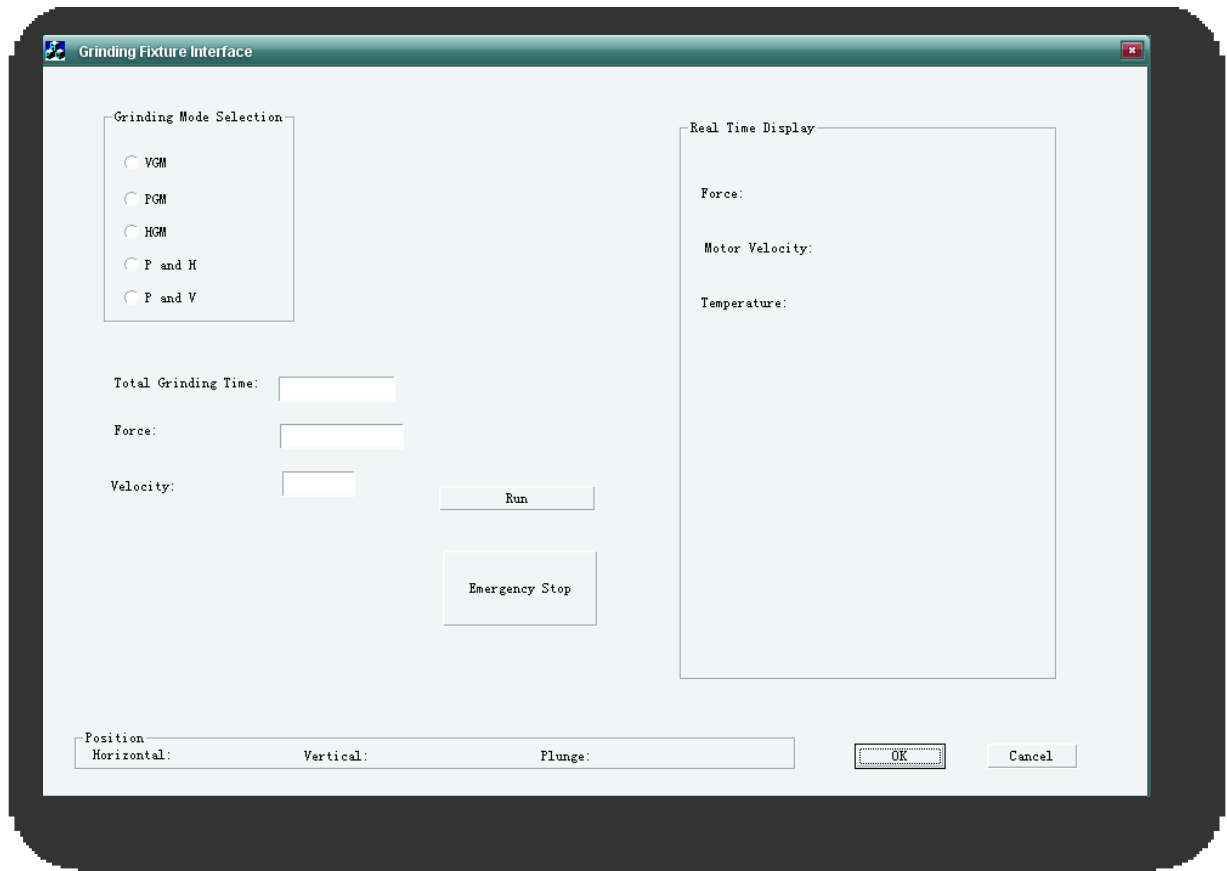 Grinding Fixture Interface
Grinding Mode Selection
VGM
PGM
HGM
P and H
P and V
Total Grinding Time:
Force:
Velocity:
Run
Emergency Stop
Real Time Display
Force:
Motor Velocity:
Temperature:
Position
Horizontal: Vertical: Plunge:
OK Cancel